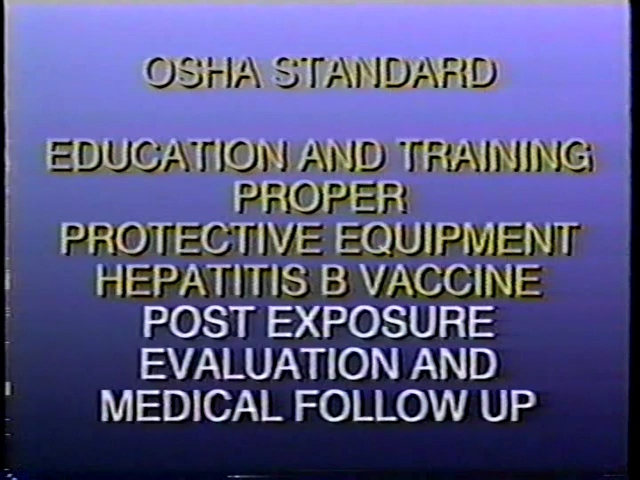 OSHA STANDARD
EDUCATION AND TRAINING
PROPER
PROTECTIVE EQUIPMENT
HEPATITIS B VACCINE
POST EXPOSURE
EVALUATION AND
MEDICAL FOLLOW UP